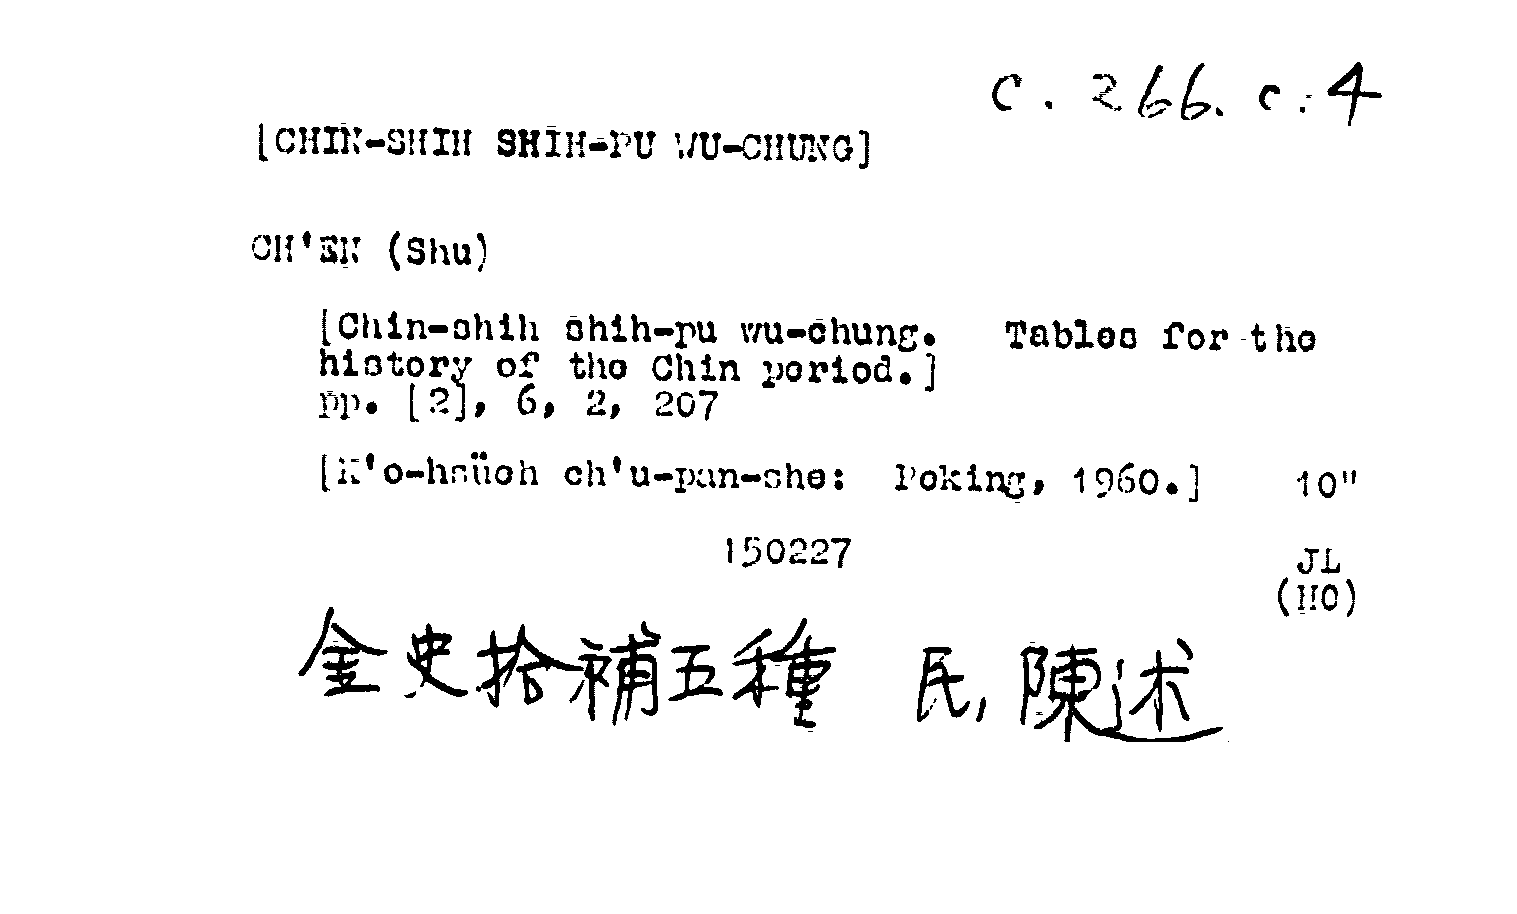 c. 266. c. 4
[CHIN-SHIH SHIH-PU WU-CHUNG]
CH'EN (Shu)
[Chin-shih shih-pu wu-chung. Tables for the
history of the Chin period.]
pp. [2], 6, 2, 207
[K'o-hsüeh ch'u-pan-she: Peking, 1960.] 10"
150227
JL
(HO)
金史拾補五種 民,陳述